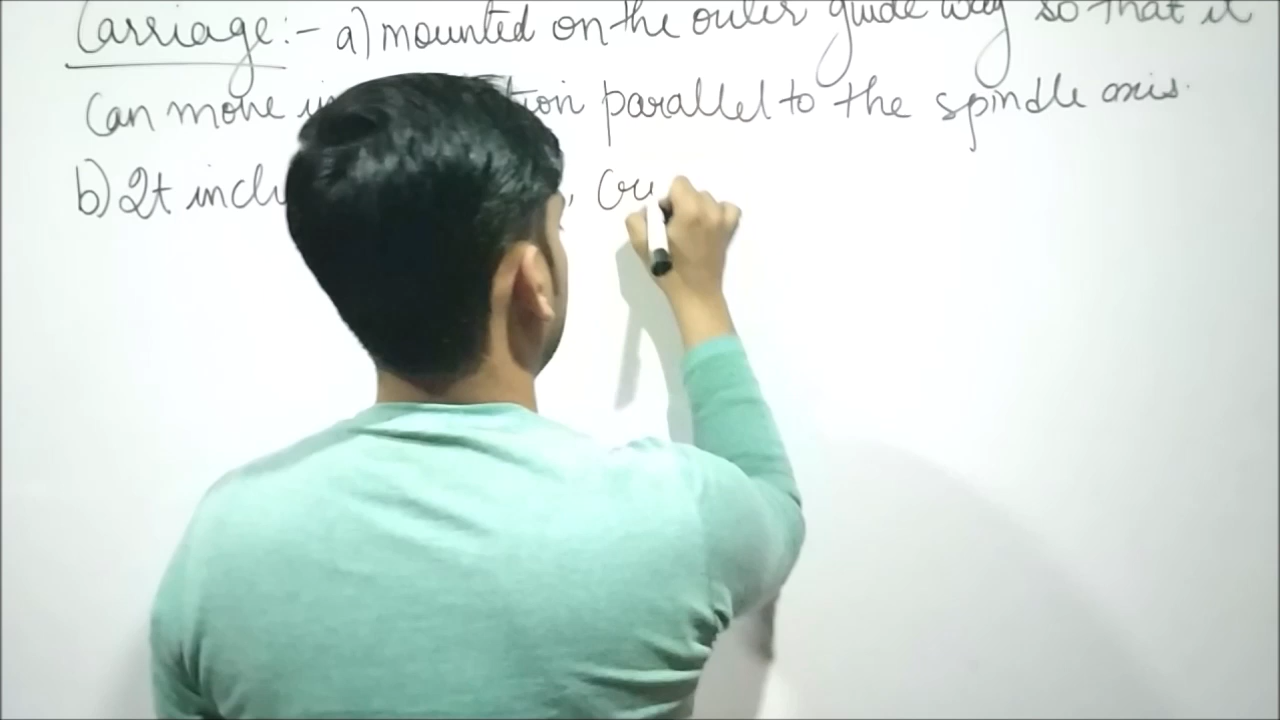 Carriage:- a) mounted on the outer guide way so that it
can move in tion parallel to the spindle axis.
b) It inclu , Cr